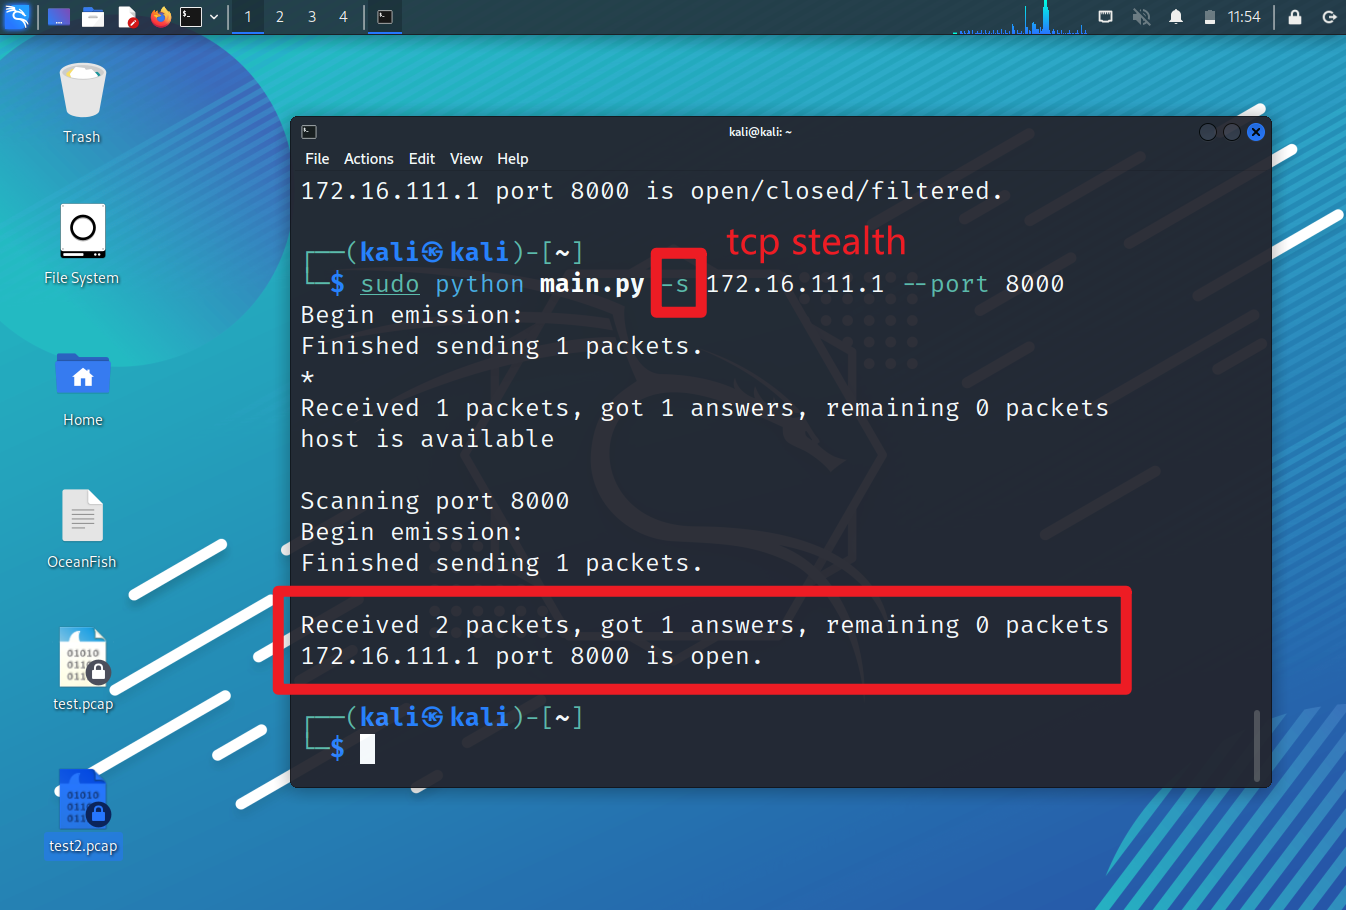 1 2 3 4
11:54
Trash
File System
Home
OceanFish
01010
test.pcap
01010
test2.pcap
kali@kali: ~
File Actions Edit View Help
172.16.111.1 port 8000 is open/closed/filtered.
tcp stealth
┌──(kali㉿kali)-[~]
└─$ sudo python main.py -s 172.16.111.1 --port 8000
Begin emission:
Finished sending 1 packets.
*
Received 1 packets, got 1 answers, remaining 0 packets
host is available
Scanning port 8000
Begin emission:
Finished sending 1 packets.
Received 2 packets, got 1 answers, remaining 0 packets
172.16.111.1 port 8000 is open.
┌──(kali㉿kali)-[~]
└─$